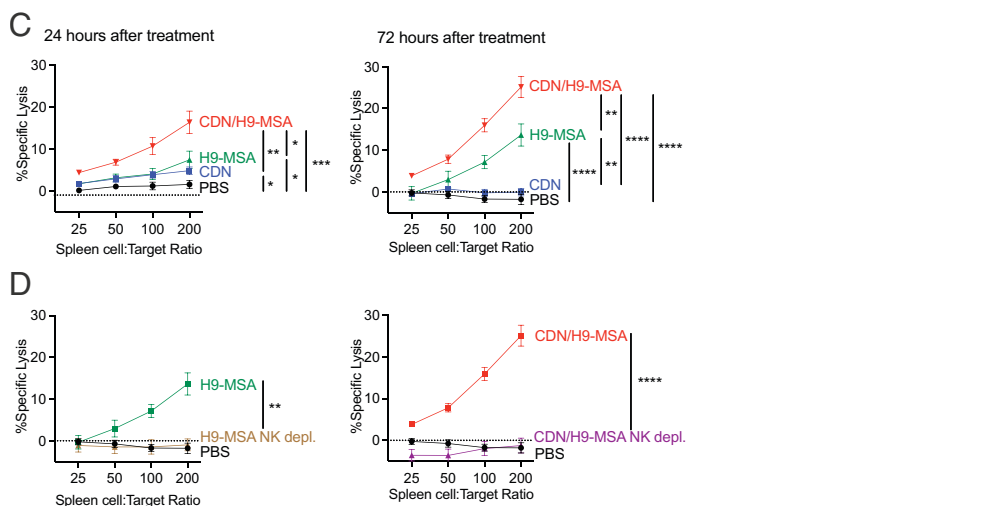 C
24 hours after treatment
72 hours after treatment
%Specific Lysis
30
20
10
0
CDN/H9-MSA
H9-MSA
CDN
PBS
**
*
*
*
***
25 50 100 200
Spleen cell:Target Ratio
%Specific Lysis
30
20
10
0
CDN/H9-MSA
H9-MSA
CDN
PBS
****
**
**
****
****
25 50 100 200
Spleen cell:Target Ratio
D
%Specific Lysis
30
20
10
0
H9-MSA
**
H9-MSA NK depl.
PBS
25 50 100 200
Spleen cell:Target Ratio
%Specific Lysis
30
20
10
0
CDN/H9-MSA
****
CDN/H9-MSA NK depl.
PBS
25 50 100 200
Spleen cell:Target Ratio